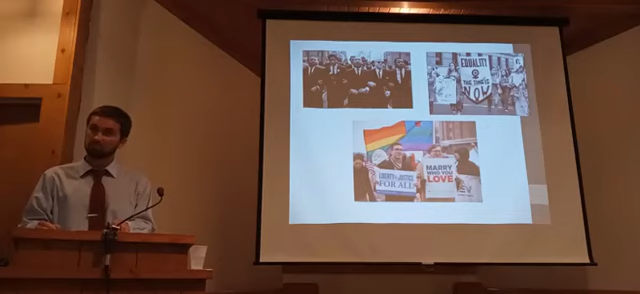 EQUALITY
THE TIME IS
NOW
LIBERTY & JUSTICE
FOR ALL
MARRY
WHO YOU
LOVE